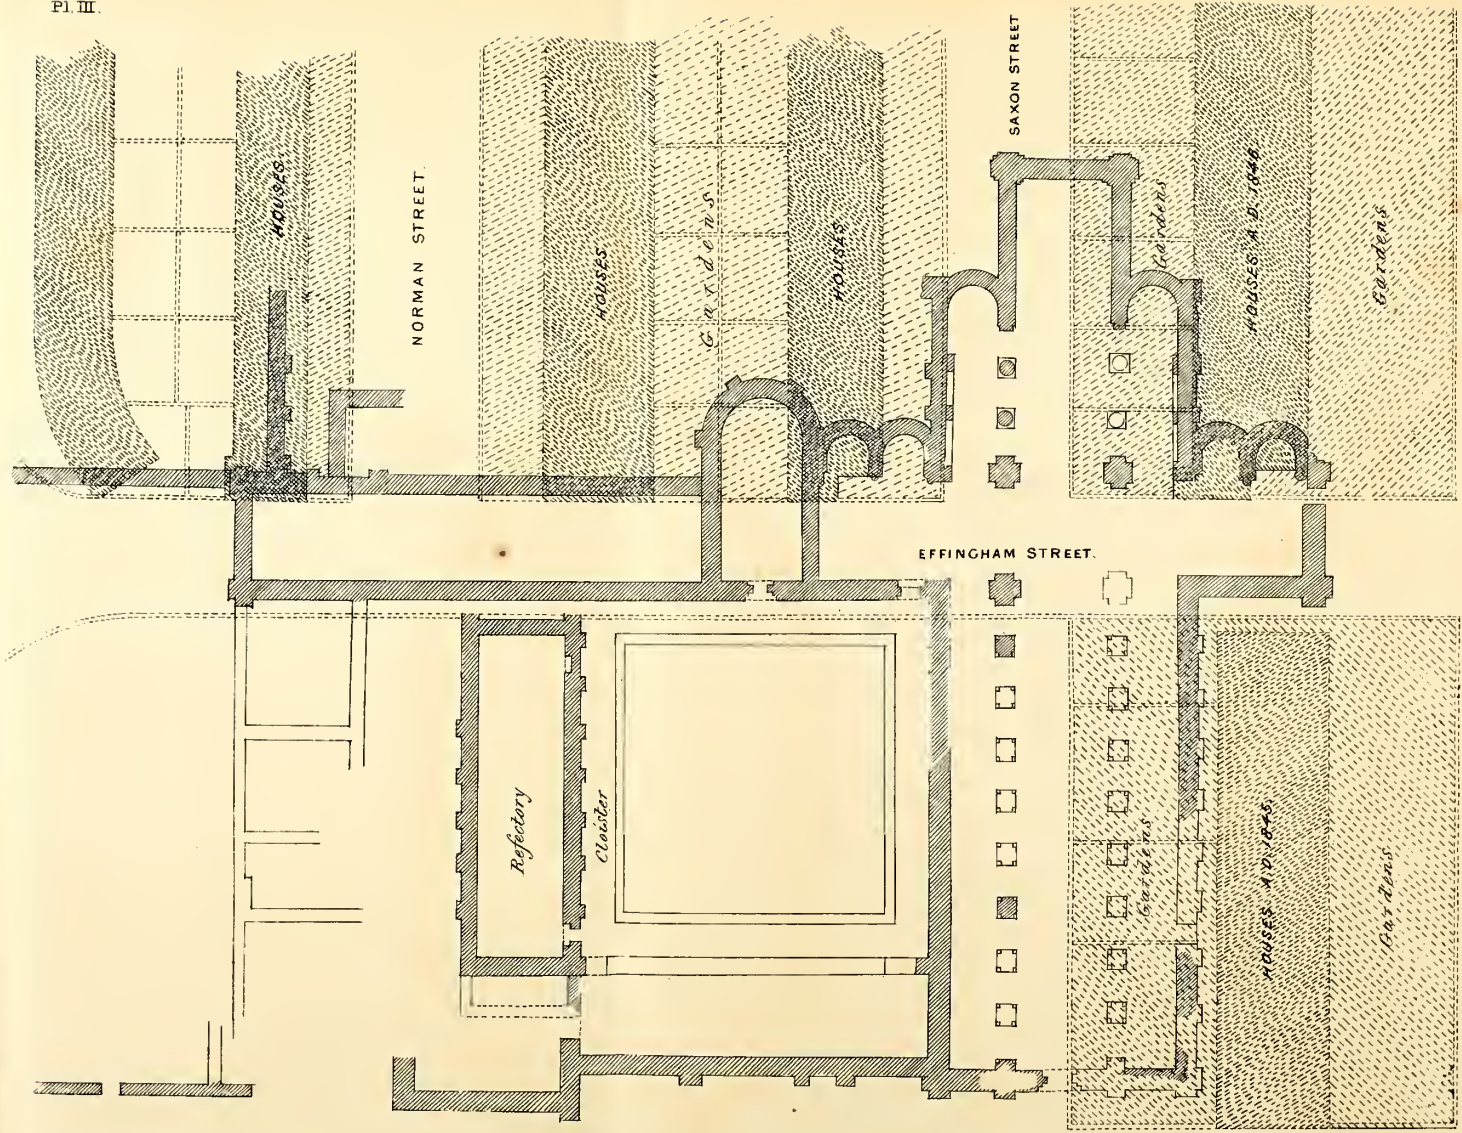 Pl. III.
SAXON STREET
HOUSES.
NORMAN STREET.
HOUSES
Gardens
HOUSES
Gardens
HOUSES A.D. 1846.
Gardens
EFFINGHAM STREET.
Refectory
Cloister
Gardens
HOUSES A.D. 1845.
Gardens